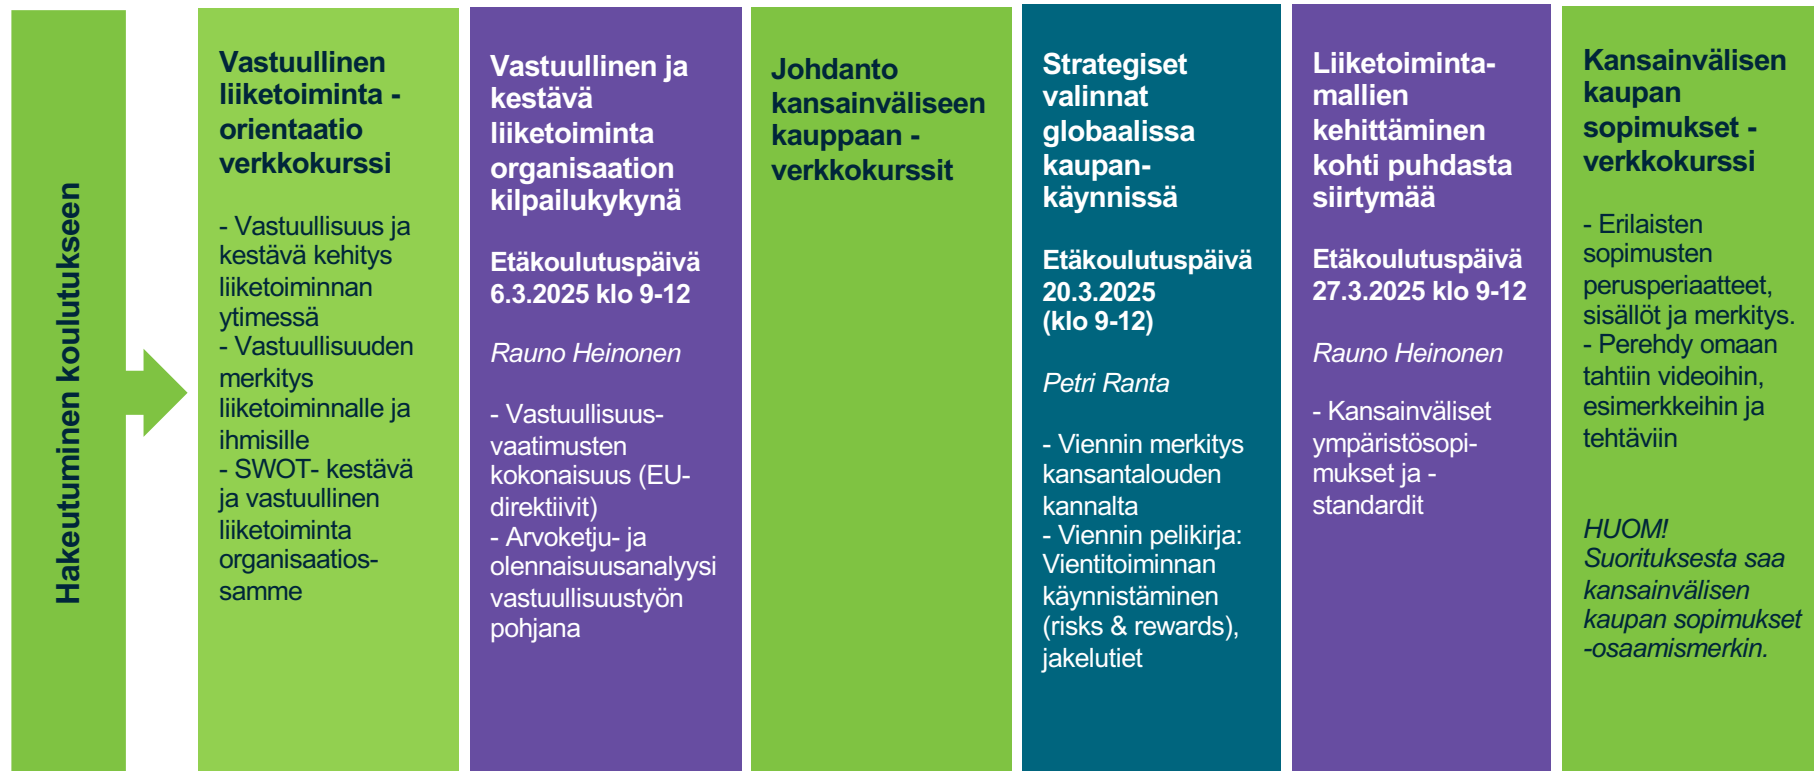 Hakeutuminen koulutukseen
Vastuullinen
liiketoiminta -
orientaatio
verkkokurssi
- Vastuullisuus ja
kestävä kehitys
liiketoiminnan
ytimessä
- Vastuullisuuden
merkitys
liiketoiminnalle ja
ihmisille
- SWOT- kestävä
ja vastuullinen
liiketoiminta
organisaatios-
samme
Vastuullinen ja
kestävä
liiketoiminta
organisaation
kilpailukykynä
Etäkoulutuspäivä
6.3.2025 klo 9-12
Rauno Heinonen
- Vastuullisuus-
vaatimusten
kokonaisuus (EU-
direktiivit)
- Arvoketju- ja
olennaisuusanalyysi
vastuullisuustyön
pohjana
Johdanto
kansainväliseen
kauppaan -
verkkokurssit
Strategiset
valinnat
globaalissa
kaupan-
käynnissä
Etäkoulutuspäivä
20.3.2025
(klo 9-12)
Petri Ranta
- Viennin merkitys
kansantalouden
kannalta
- Viennin pelikirja:
Vientitoiminnan
käynnistäminen
(risks & rewards),
jakelutiet
Liiketoiminta-
mallien
kehittäminen
kohti puhdasta
siirtymää
Etäkoulutuspäivä
27.3.2025 klo 9-12
Rauno Heinonen
- Kansainväliset
ympäristösopi-
mukset ja -
standardit
Kansainvälisen
kaupan
sopimukset -
verkkokurssi
- Erilaisten
sopimusten
perusperiaatteet,
sisällöt ja merkitys.
- Perehdy omaan
tahtiin videoihin,
esimerkkeihin ja
tehtäviin
HUOM!
Suorituksesta saa
kansainvälisen
kaupan sopimukset
-osaamismerkin.